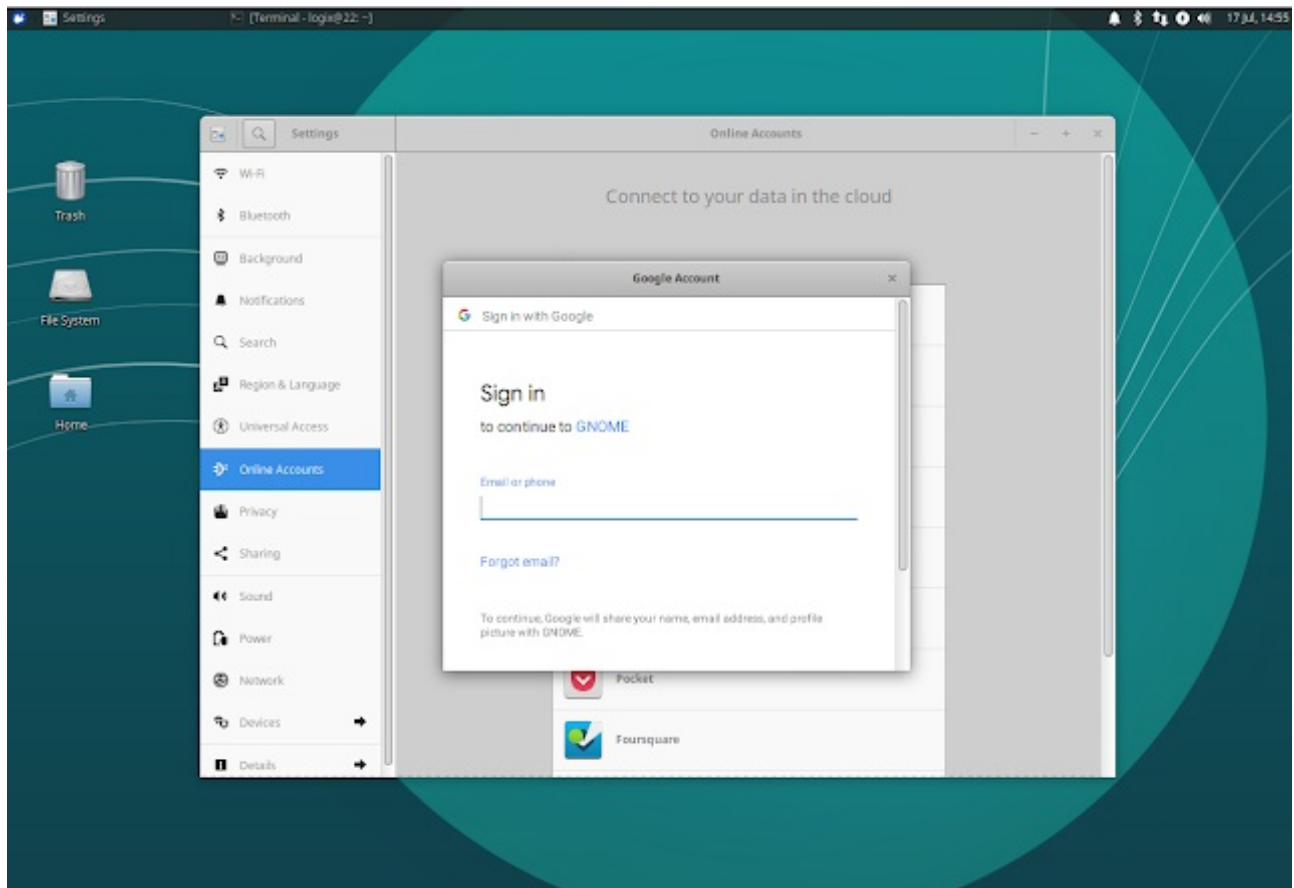 Settings
[Terminal - logix@22: ~]
17 Jul, 14:55
Trash
File System
Home
Settings
Online Accounts
Wi-Fi
Bluetooth
Background
Notifications
Search
Region & Language
Universal Access
Online Accounts
Privacy
Sharing
Sound
Power
Network
Devices
Details
Connect to your data in the cloud
Google Account
Sign in with Google
Sign in
to continue to GNOME
Email or phone
Forgot email?
To continue, Google will share your name, email address, and profile
picture with GNOME.
Pocket
Foursquare